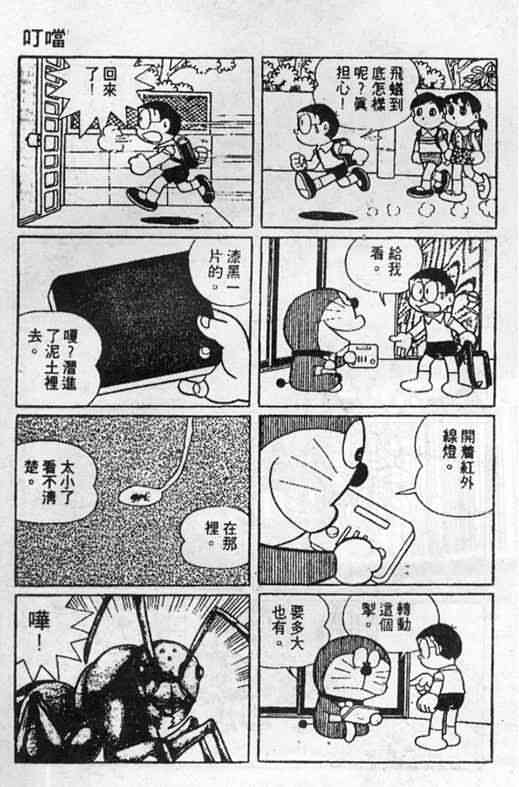 叮噹
飛蟻到
底怎樣
呢?真
担心!
回來
了!
給我
看。
漆黑一
片的。
嗄?潛進
了泥土裡
去。
開着紅外
線燈。
在那
裡。
太小了
看不清
楚。
轉動
這個
掣。
要多大
也有。
嘩!